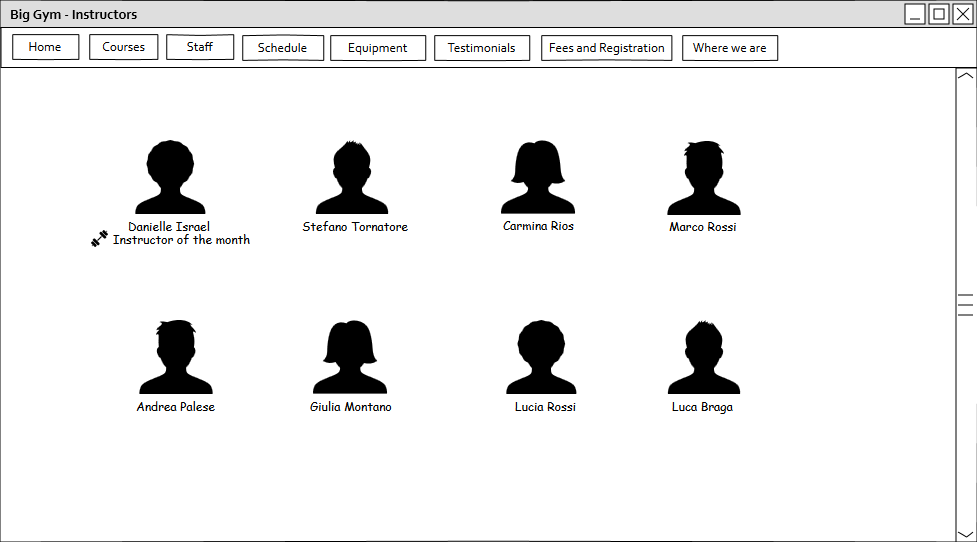 Big Gym - Instructors
Home Courses Staff Schedule Equipment Testimonials Fees and Registration Where we are
Danielle Israel Stefano Tornatore Carmina Rios Marco Rossi
Instructor of the month
Andrea Palese Giulia Montano Lucia Rossi Luca Braga